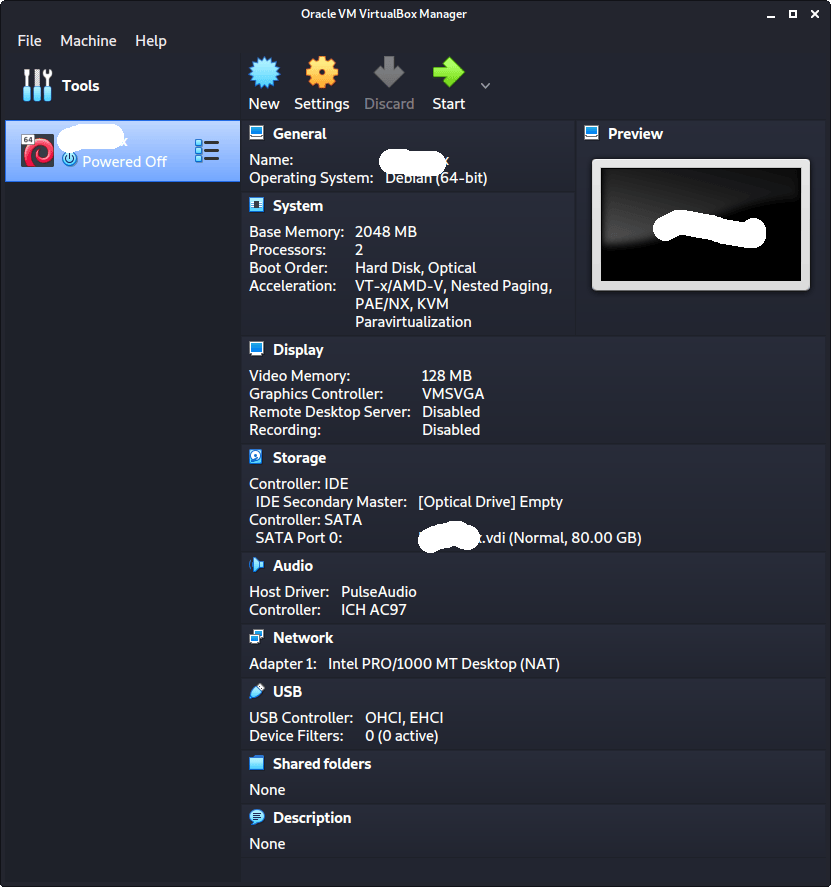 Oracle VM VirtualBox Manager
File Machine Help
Tools
New Settings Discard Start
64
Powered Off
General
Name:
Operating System: Debian (64-bit)
Preview
System
Base Memory: 2048 MB
Processors: 2
Boot Order: Hard Disk, Optical
Acceleration: VT-x/AMD-V, Nested Paging,
PAE/NX, KVM
Paravirtualization
Display
Video Memory: 128 MB
Graphics Controller: VMSVGA
Remote Desktop Server: Disabled
Recording: Disabled
Storage
Controller: IDE
IDE Secondary Master: [Optical Drive] Empty
Controller: SATA
SATA Port 0: .vdi (Normal, 80.00 GB)
Audio
Host Driver: PulseAudio
Controller: ICH AC97
Network
Adapter 1: Intel PRO/1000 MT Desktop (NAT)
USB
USB Controller: OHCI, EHCI
Device Filters: 0 (0 active)
Shared folders
None
Description
None